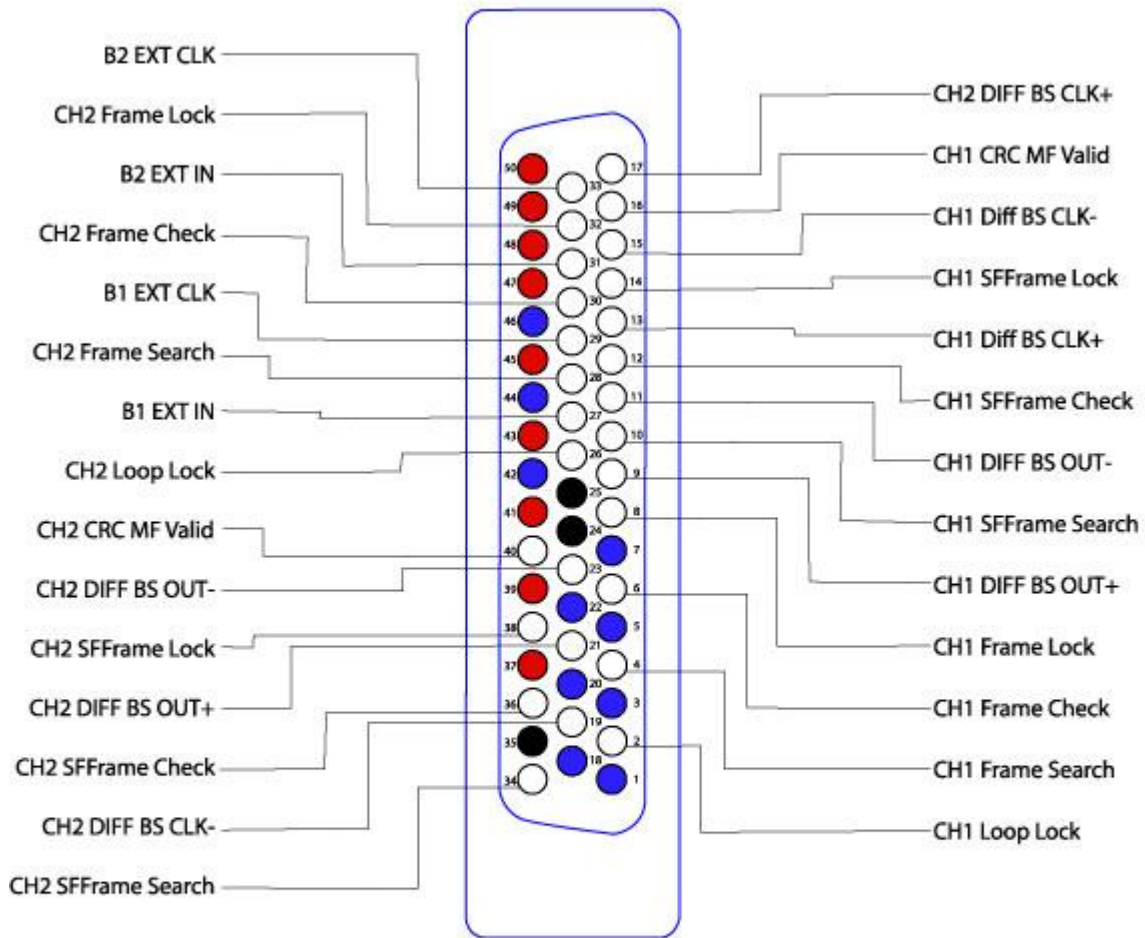 B2 EXT CLK
CH2 Frame Lock
B2 EXT IN
CH2 Frame Check
B1 EXT CLK
CH2 Frame Search
B1 EXT IN
CH2 Loop Lock
CH2 CRC MF Valid
CH2 DIFF BS OUT-
CH2 SFFrame Lock
CH2 DIFF BS OUT+
CH2 SFFrame Check
CH2 DIFF BS CLK-
CH2 SFFrame Search
50
49
48
47
46
45
44
43
42
41
40
39
38
37
36
35
34
33
32
31
30
29
28
27
26
25
24
23
22
21
20
19
18
17
16
15
14
13
12
11
10
9
8
7
6
5
4
3
2
1
CH2 DIFF BS CLK+
CH1 CRC MF Valid
CH1 Diff BS CLK-
CH1 SFFrame Lock
CH1 Diff BS CLK+
CH1 SFFrame Check
CH1 DIFF BS OUT-
CH1 SFFrame Search
CH1 DIFF BS OUT+
CH1 Frame Lock
CH1 Frame Check
CH1 Frame Search
CH1 Loop Lock